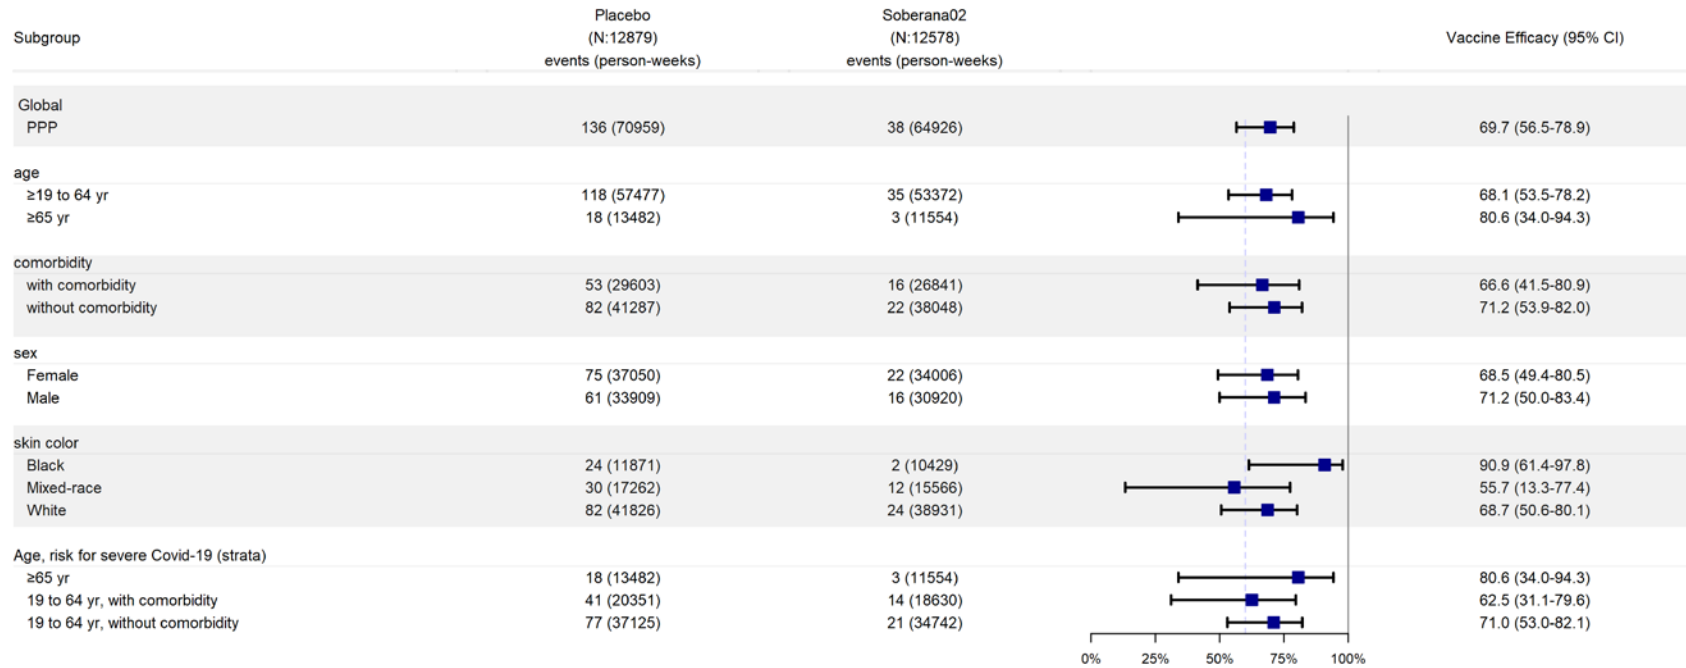 Subgroup Placebo (N:12879) events (person-weeks) Soberana02 (N:12578) events (person-weeks) Vaccine Efficacy (95% CI)
Global
PPP 136 (70959) 38 (64926) 69.7 (56.5-78.9)
age
≥19 to 64 yr 118 (57477) 35 (53372) 68.1 (53.5-78.2)
≥65 yr 18 (13482) 3 (11554) 80.6 (34.0-94.3)
comorbidity
with comorbidity 53 (29603) 16 (26841) 66.6 (41.5-80.9)
without comorbidity 82 (41287) 22 (38048) 71.2 (53.9-82.0)
sex
Female 75 (37050) 22 (34006) 68.5 (49.4-80.5)
Male 61 (33909) 16 (30920) 71.2 (50.0-83.4)
skin color
Black 24 (11871) 2 (10429) 90.9 (61.4-97.8)
Mixed-race 30 (17262) 12 (15566) 55.7 (13.3-77.4)
White 82 (41826) 24 (38931) 68.7 (50.6-80.1)
Age, risk for severe Covid-19 (strata)
≥65 yr 18 (13482) 3 (11554) 80.6 (34.0-94.3)
19 to 64 yr, with comorbidity 41 (20351) 14 (18630) 62.5 (31.1-79.6)
19 to 64 yr, without comorbidity 77 (37125) 21 (34742) 71.0 (53.0-82.1)
0% 25% 50% 75% 100%